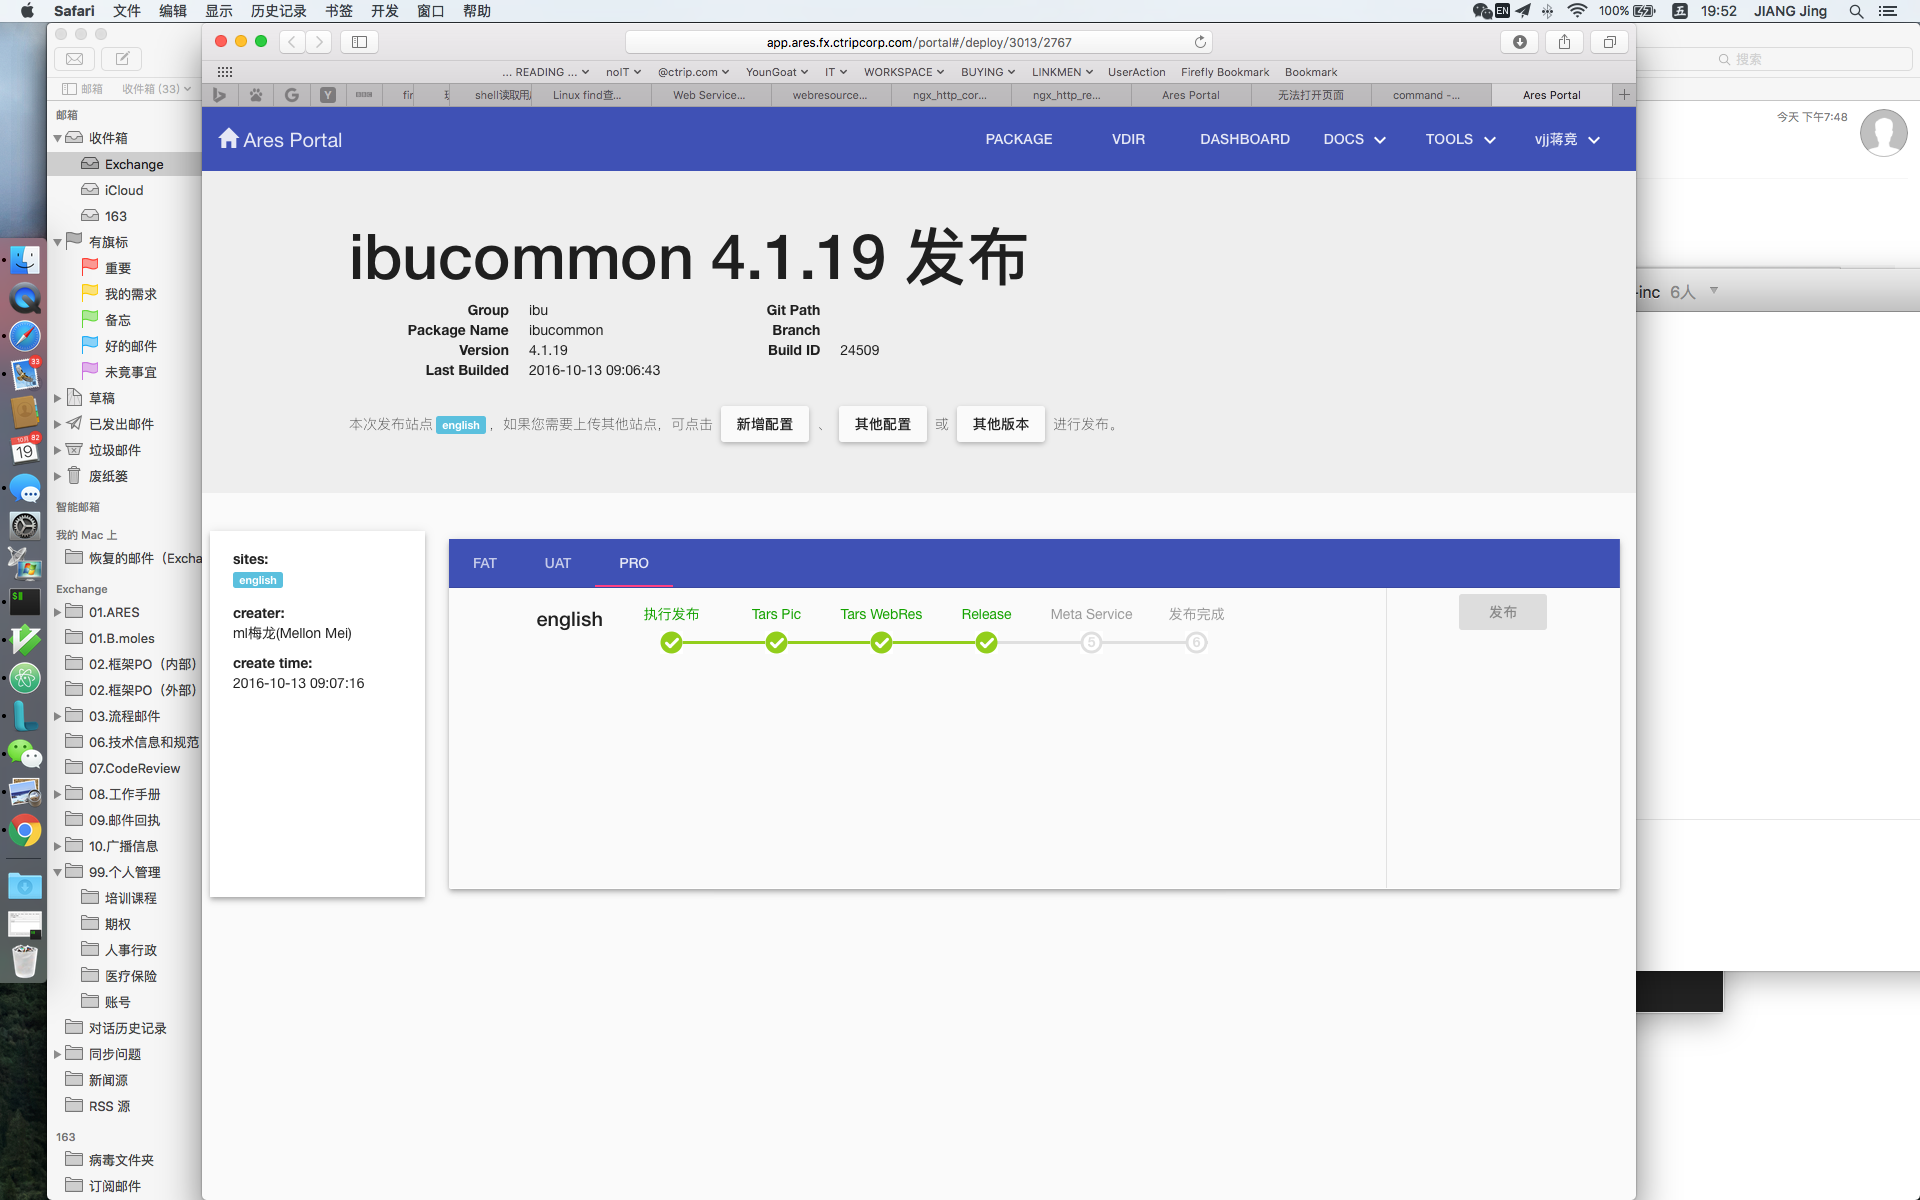 Safari 文件 编辑 显示 历史记录 书签 开发 窗口 帮助
EN 100% 五 19:52 JIANG Jing
app.ares.fx.ctripcorp.com/portal#/deploy/3013/2767
... READING ... noIT @ctrip.com YounGoat IT WORKSPACE BUYING LINKMEN UserAction Firefly Bookmark Bookmark
shell读取用 Linux find查... Web Service... webresource... ngx_http_cor... ngx_http_re... Ares Portal 无法打开页面 command -... Ares Portal
Ares Portal PACKAGE VDIR DASHBOARD DOCS TOOLS vjj蒋竞
ibucommon 4.1.19 发布
Group ibu Git Path
Package Name ibucommon Branch
Version 4.1.19 Build ID 24509
Last Builded 2016-10-13 09:06:43
本次发布站点 english ，如果您需要上传其他站点，可点击 新增配置 、 其他配置 或 其他版本 进行发布。
sites:
english
creater:
ml梅龙(Mellon Mei)
create time:
2016-10-13 09:07:16
FAT UAT PRO
english 执行发布 Tars Pic Tars WebRes Release Meta Service 发布完成
5 6
发布
邮箱 收件箱 (33)
邮箱
收件箱
Exchange
iCloud
163
有旗标
重要
我的需求
备忘
好的邮件
未竟事宜
草稿
已发出邮件
垃圾邮件
废纸篓
智能邮箱
我的 Mac 上
恢复的邮件（Excha
Exchange
01.ARES
01.B.moles
02.框架PO（内部）
02.框架PO（外部）
03.流程邮件
06.技术信息和规范
07.CodeReview
08.工作手册
09.邮件回执
10.广播信息
99.个人管理
培训课程
期权
人事行政
医疗保险
账号
对话历史记录
同步问题
新闻源
RSS 源
163
病毒文件夹
订阅邮件
搜索
今天 下午7:48
-inc 6人
33
10月 82
19